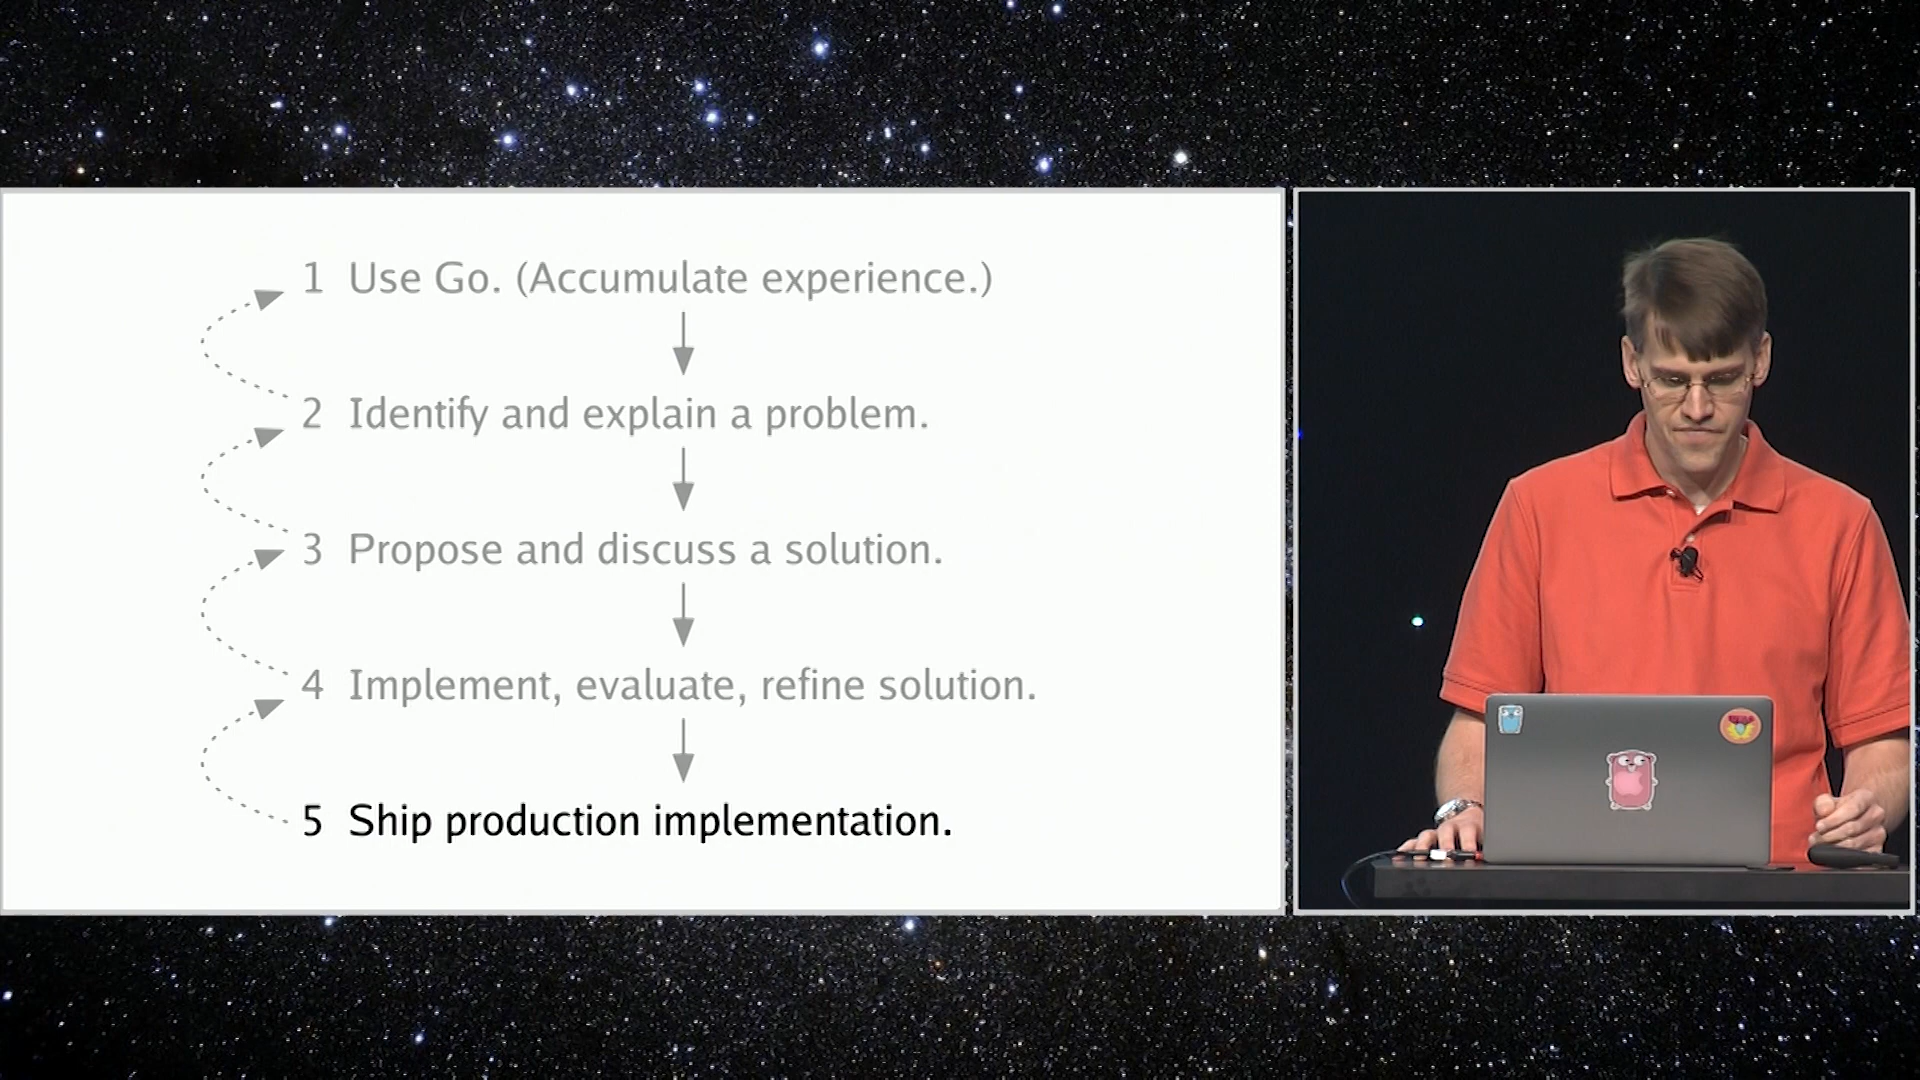 1 Use Go. (Accumulate experience.)
2 Identify and explain a problem.
3 Propose and discuss a solution.
4 Implement, evaluate, refine solution.
5 Ship production implementation.